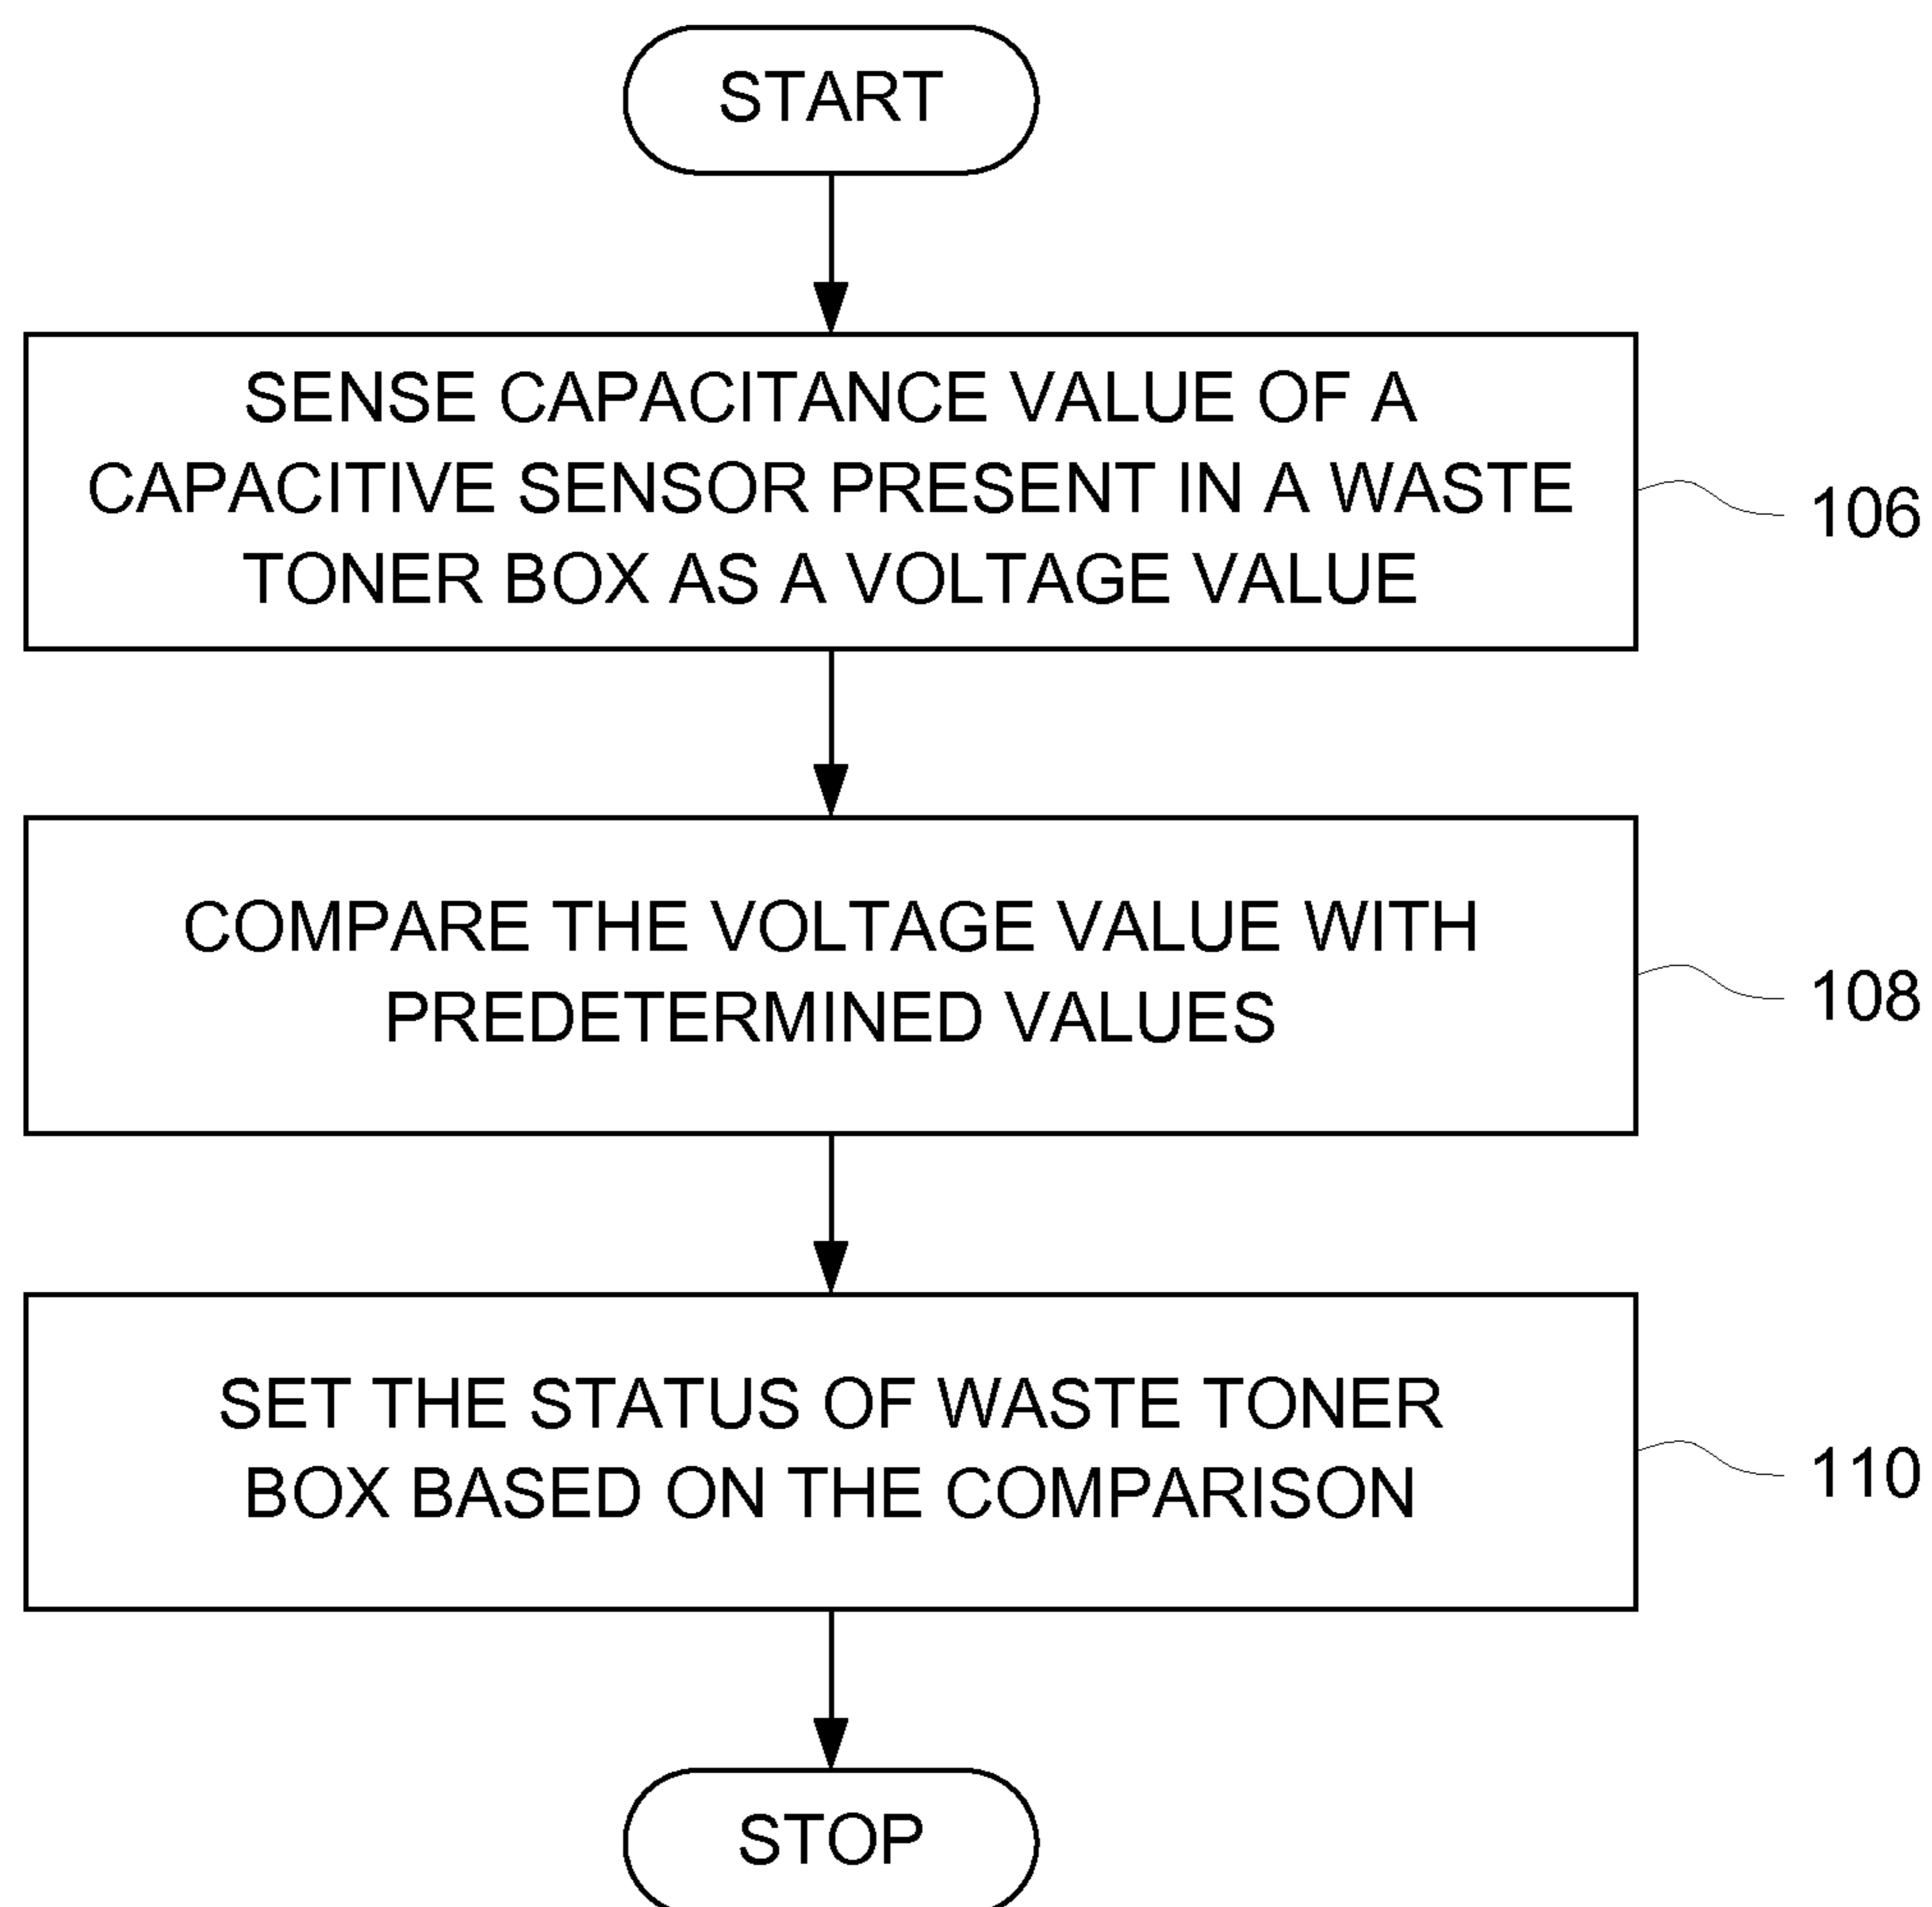 START
SENSE CAPACITANCE VALUE OF A
CAPACITIVE SENSOR PRESENT IN A WASTE
TONER BOX AS A VOLTAGE VALUE
106
COMPARE THE VOLTAGE VALUE WITH
PREDETERMINED VALUES
108
SET THE STATUS OF WASTE TONER
BOX BASED ON THE COMPARISON
110
STOP